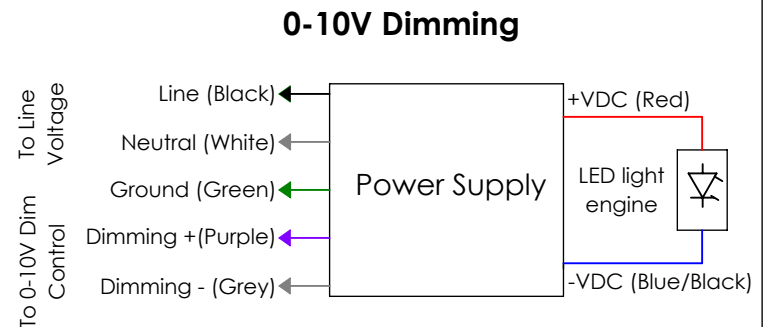 0-10V Dimming
To Line
Voltage
Line (Black)
Neutral (White)
Ground (Green)
To 0-10V Dim
Control
Dimming +(Purple)
Dimming - (Grey)
Power Supply
+VDC (Red)
LED light
engine
-VDC (Blue/Black)